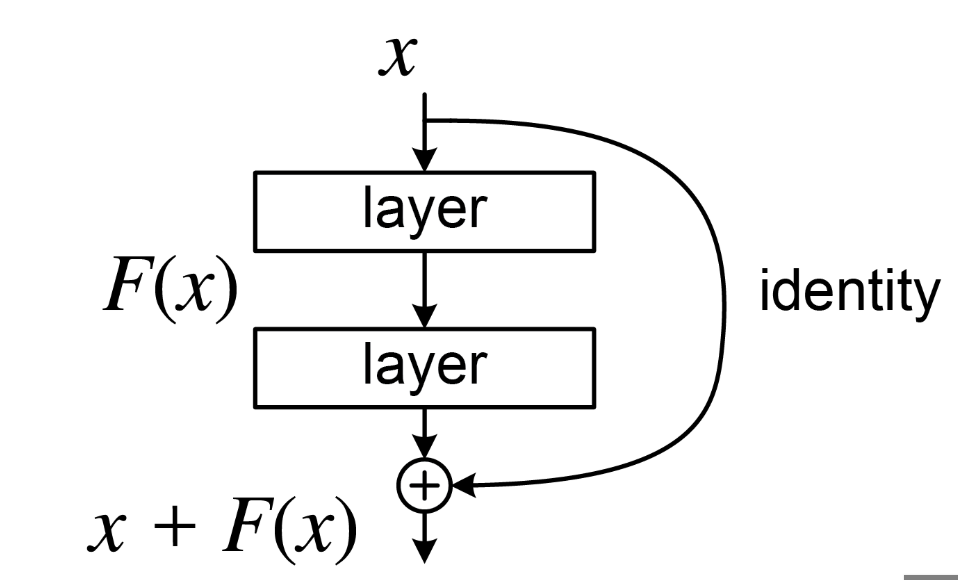 x
layer
F(x)
identity
layer
+
x + F(x)